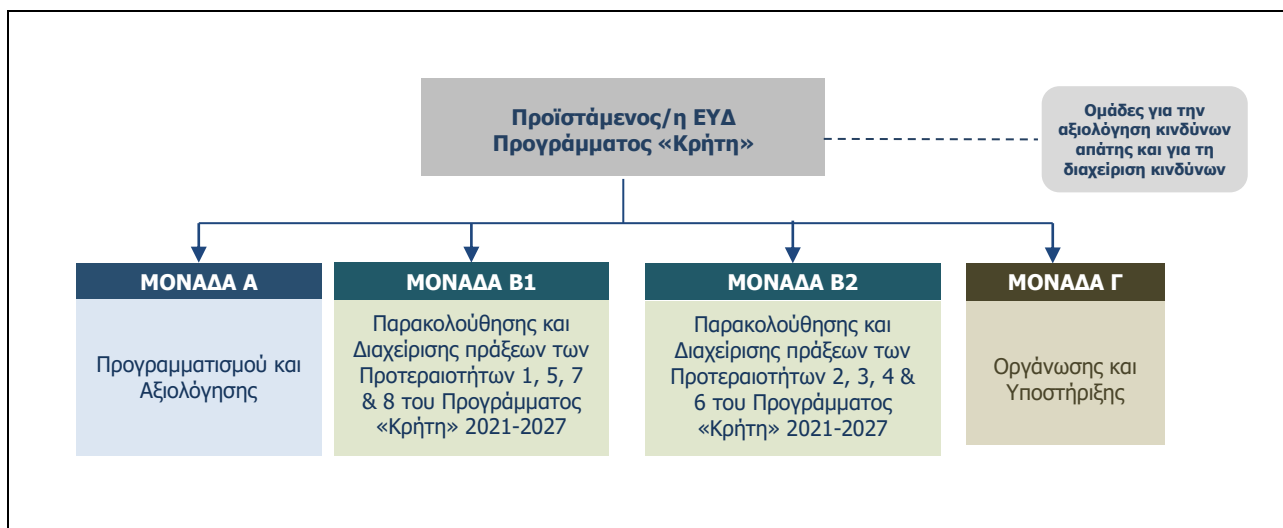 Προϊστάμενος/η ΕΥΔ
Προγράμματος «Κρήτη»
Ομάδες για την
αξιολόγηση κινδύνων
απάτης και για τη
διαχείριση κινδύνων
ΜΟΝΑΔΑ Α
Προγραμματισμού και
Αξιολόγησης
ΜΟΝΑΔΑ Β1
Παρακολούθησης και
Διαχείρισης πράξεων των
Προτεραιοτήτων 1, 5, 7
& 8 του Προγράμματος
«Κρήτη» 2021-2027
ΜΟΝΑΔΑ Β2
Παρακολούθησης και
Διαχείρισης πράξεων των
Προτεραιοτήτων 2, 3, 4 &
6 του Προγράμματος
«Κρήτη» 2021-2027
ΜΟΝΑΔΑ Γ
Οργάνωσης και
Υποστήριξης